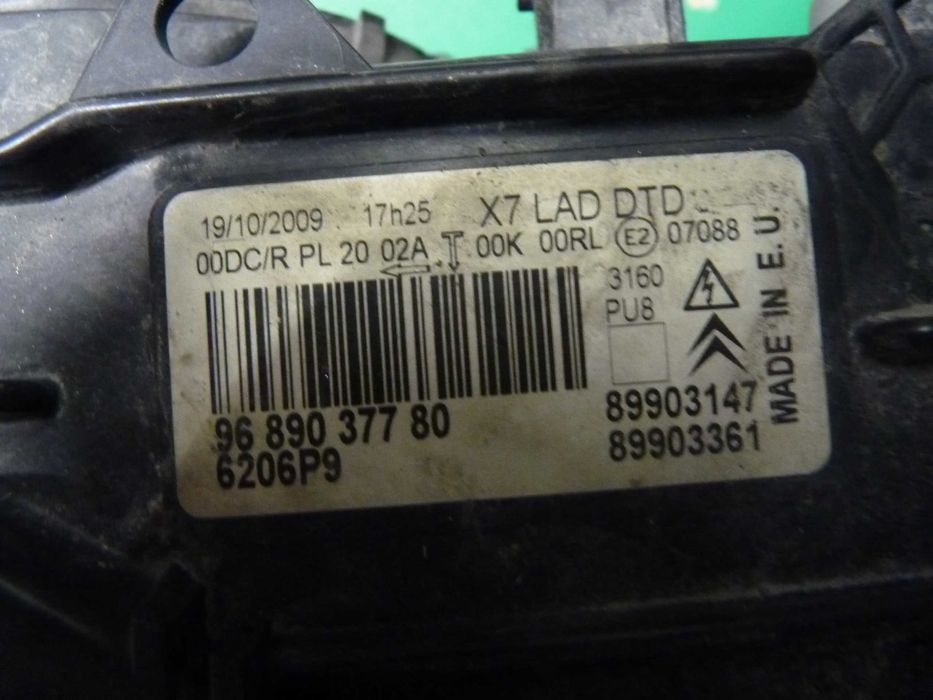 19/10/2009 17h25 X7 LAD DTD
00DC/R PL 20 02A 00K 00RL E2 07088
3160
PU8
96 890 377 80
6206P9
89903147
89903361
MADE IN E.U.